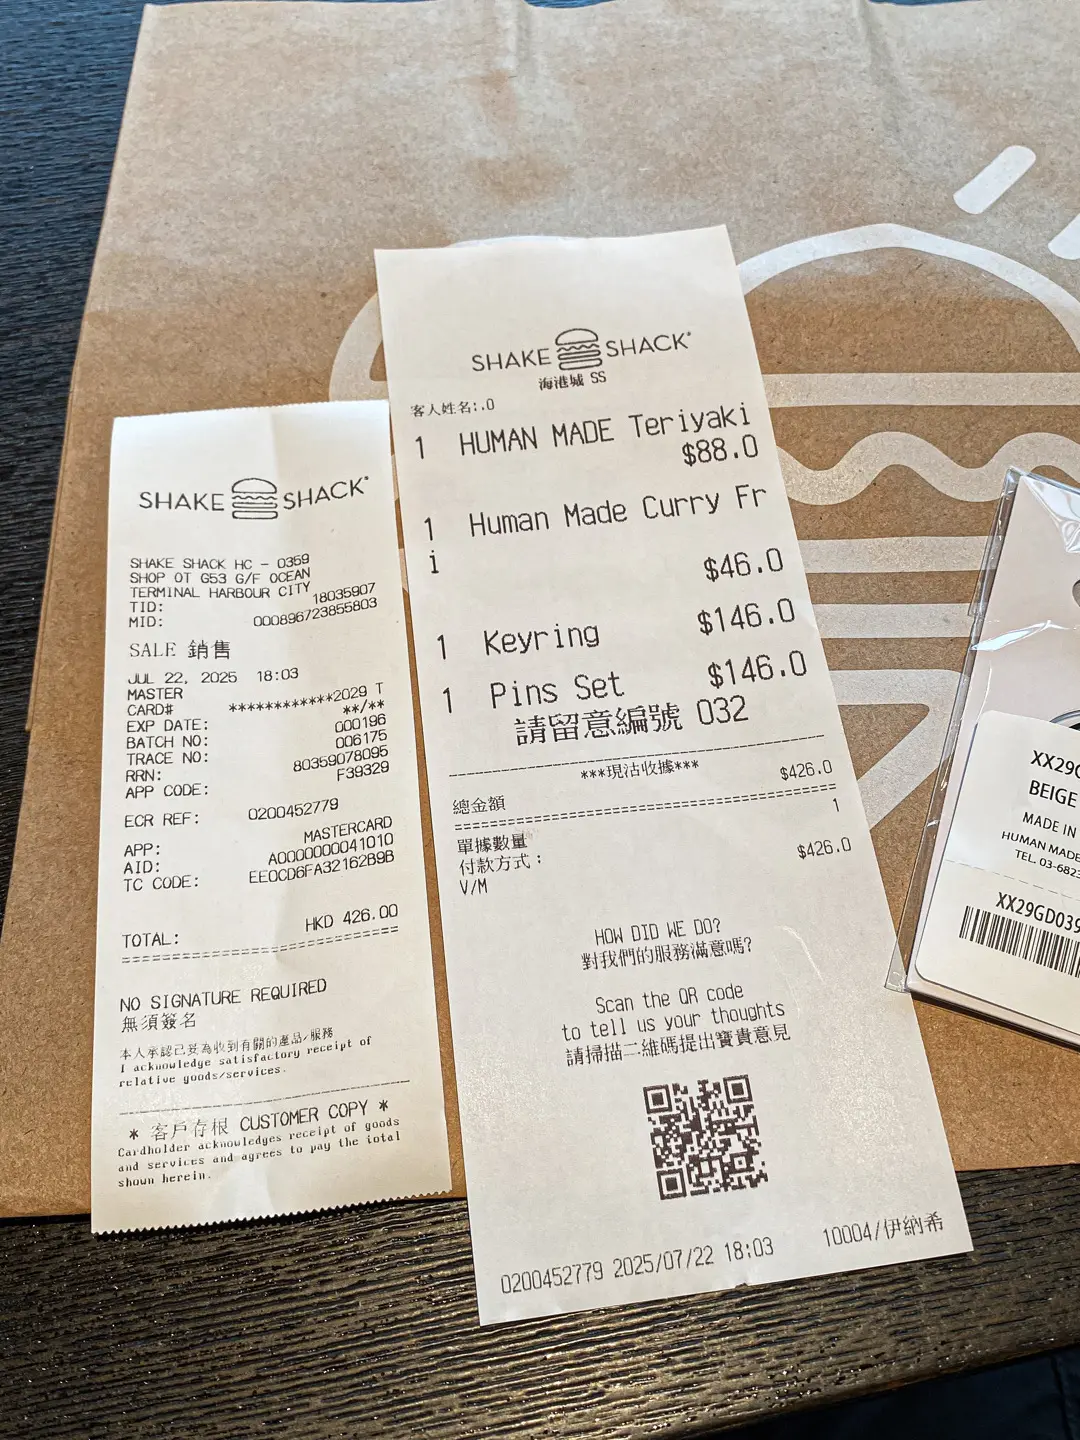 SHAKE SHACK
SHAKE SHACK HC - 0359
SHOP OT G53 G/F OCEAN
TERMINAL HARBOUR CITY
TID: 18035907
MID: 000896723855803
SALE 銷售
JUL 22, 2025 18:03
MASTER
CARD# ************2029 T
EXP DATE: **/**
BATCH NO: 000196
TRACE NO: 006175
RRN: 80359078095
APP CODE: F39329
ECR REF: 0200452779
APP: MASTERCARD
AID: A0000000041010
TC CODE: EE0CD6FA32162B9B
TOTAL: HKD 426.00
NO SIGNATURE REQUIRED
無須簽名
本人承認已妥為收到有關的產品/服務
I acknowledge satisfactory receipt of
relative goods/services.
* 客戶存根 CUSTOMER COPY *
Cardholder acknowledges receipt of goods
and services and agrees to pay the total
shown herein.
SHAKE SHACK
海港城 SS
客人姓名:.0
1 HUMAN MADE Teriyaki
$88.0
1 Human Made Curry Fr
i
$46.0
1 Keyring $146.0
1 Pins Set $146.0
請留意編號 032
***現沽收據***
總金額 $426.0
單據數量 1
付款方式：
V/M $426.0
HOW DID WE DO?
對我們的服務滿意嗎?
Scan the QR code
to tell us your thoughts
請掃描二維碼提出寶貴意見
0200452779 2025/07/22 18:03 10004/伊納希
BEIGE
MADE IN
HUMAN MADE
TEL. 03-682
XX29GD039